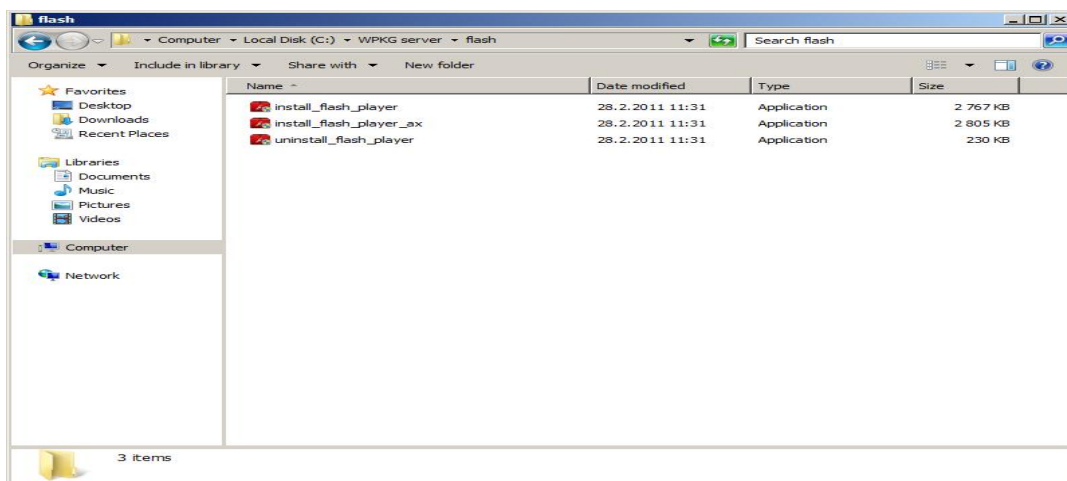 flash
Computer Local Disk (C:) WPKG server flash
Search flash
Organize Include in library Share with New folder
Name Date modified Type Size
Favorites
Desktop
Downloads
Recent Places
Libraries
Documents
Music
Pictures
Videos
Computer
Network
install_flash_player 28.2.2011 11:31 Application 2 767 KB
install_flash_player_ax 28.2.2011 11:31 Application 2 805 KB
uninstall_flash_player 28.2.2011 11:31 Application 230 KB
3 items